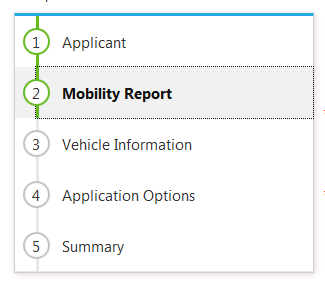 1 Applicant
2 Mobility Report
3 Vehicle Information
4 Application Options
5 Summary